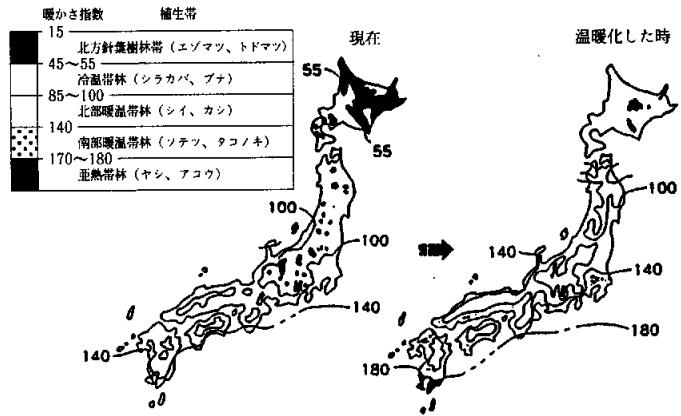 暖かさ指数 植生帯
15
北方針葉樹林帯（エゾマツ、トドマツ）
45～55
冷温帯林（シラカバ、ブナ）
85～100
北部暖温帯林（シイ、カシ）
140
南部暖温帯林（ソテツ、タコノキ）
170～180
亜熱帯林（ヤシ、アコウ）
現在
55
55
100
100
140
140
温暖化した時
100
140
140
180
180